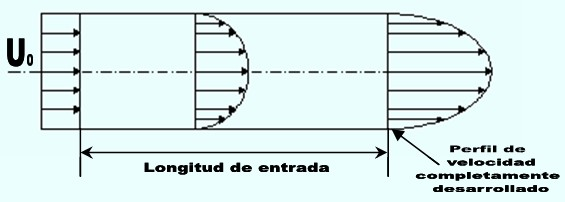 U₀
Longitud de entrada
Perfil de
velocidad
completamente
desarrollado